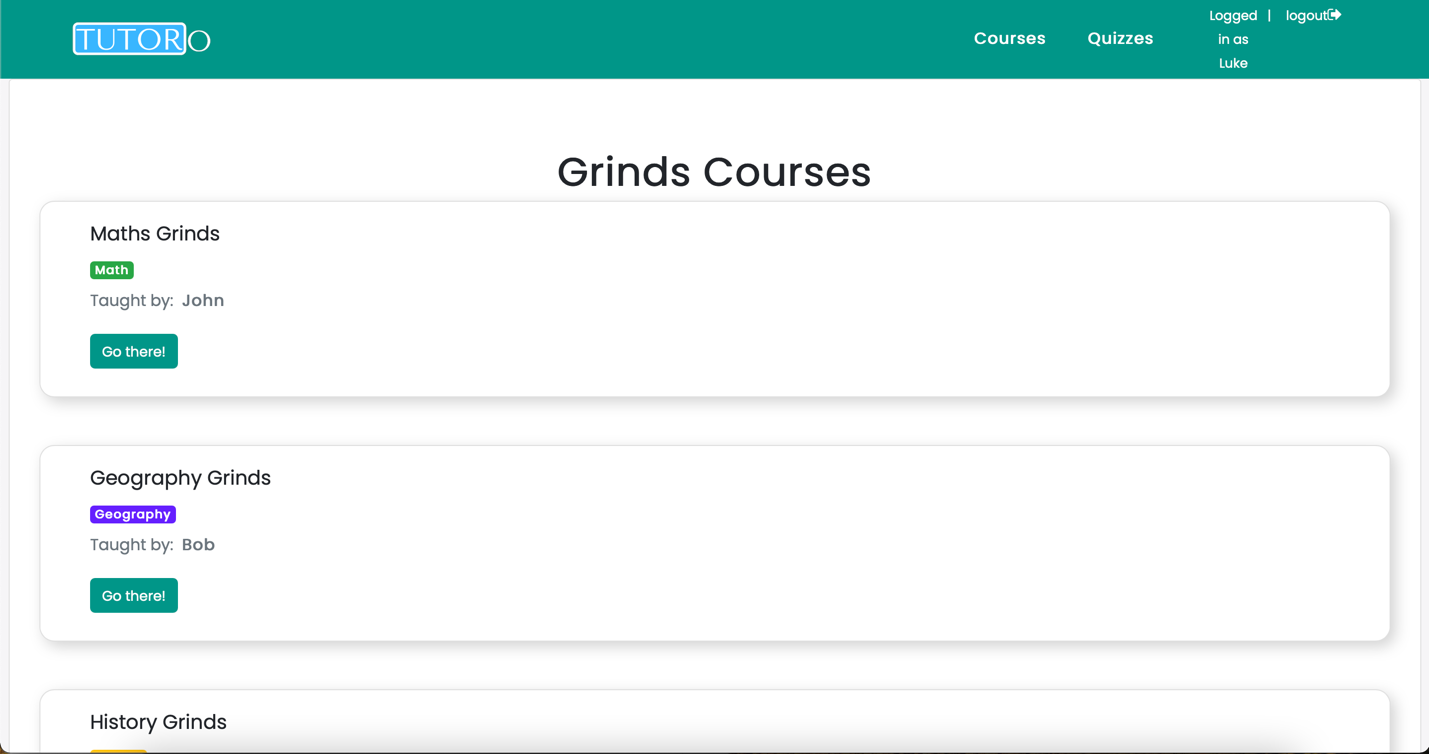 TUTORO
Courses
Quizzes
Logged
in as
Luke
|
logout
Grinds Courses
Maths Grinds
Math
Taught by: John
Go there!
Geography Grinds
Geography
Taught by: Bob
Go there!
History Grinds